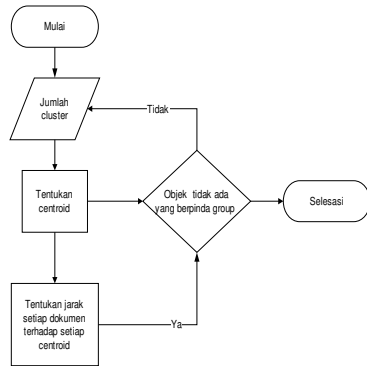 Mulai
Jumlah
cluster
Tidak
Tentukan
centroid
Objek tidak ada
yang berpinda group
Selesasi
Tentukan jarak
setiap dokumen
terhadap setiap
centroid
Ya